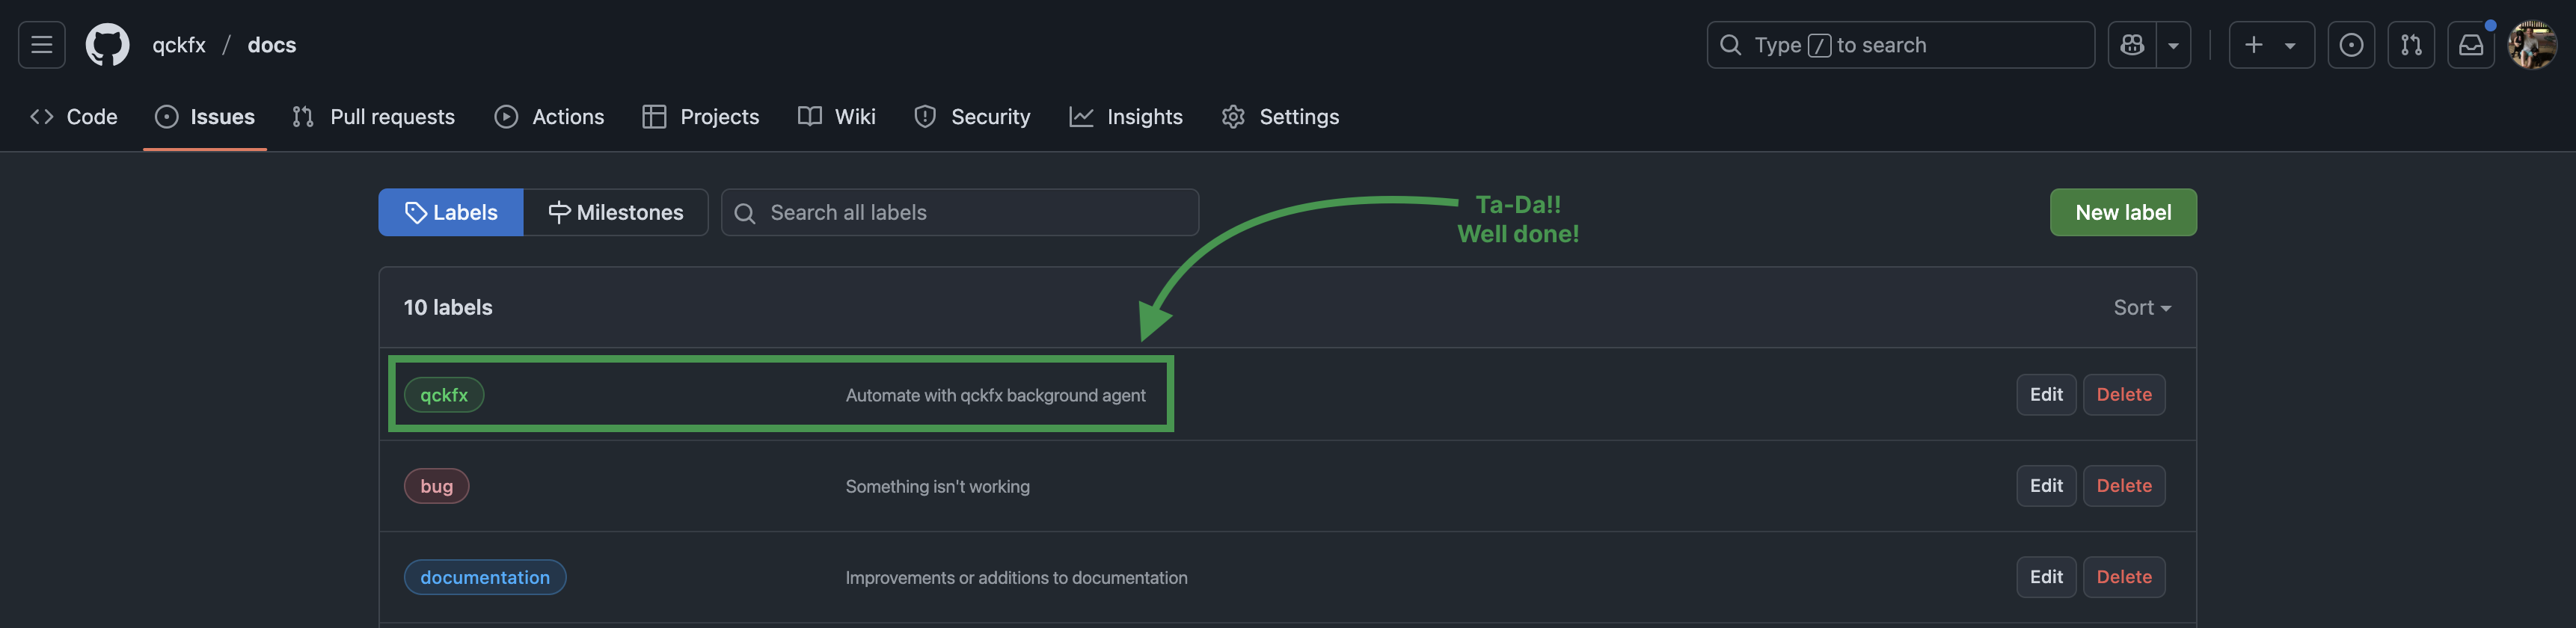 qckfx / docs
Type / to search
Code Issues Pull requests Actions Projects Wiki Security Insights Settings
Labels Milestones Search all labels
Ta-Da!!
Well done!
New label
10 labels Sort
qckfx Automate with qckfx background agent Edit Delete
bug Something isn't working Edit Delete
documentation Improvements or additions to documentation Edit Delete